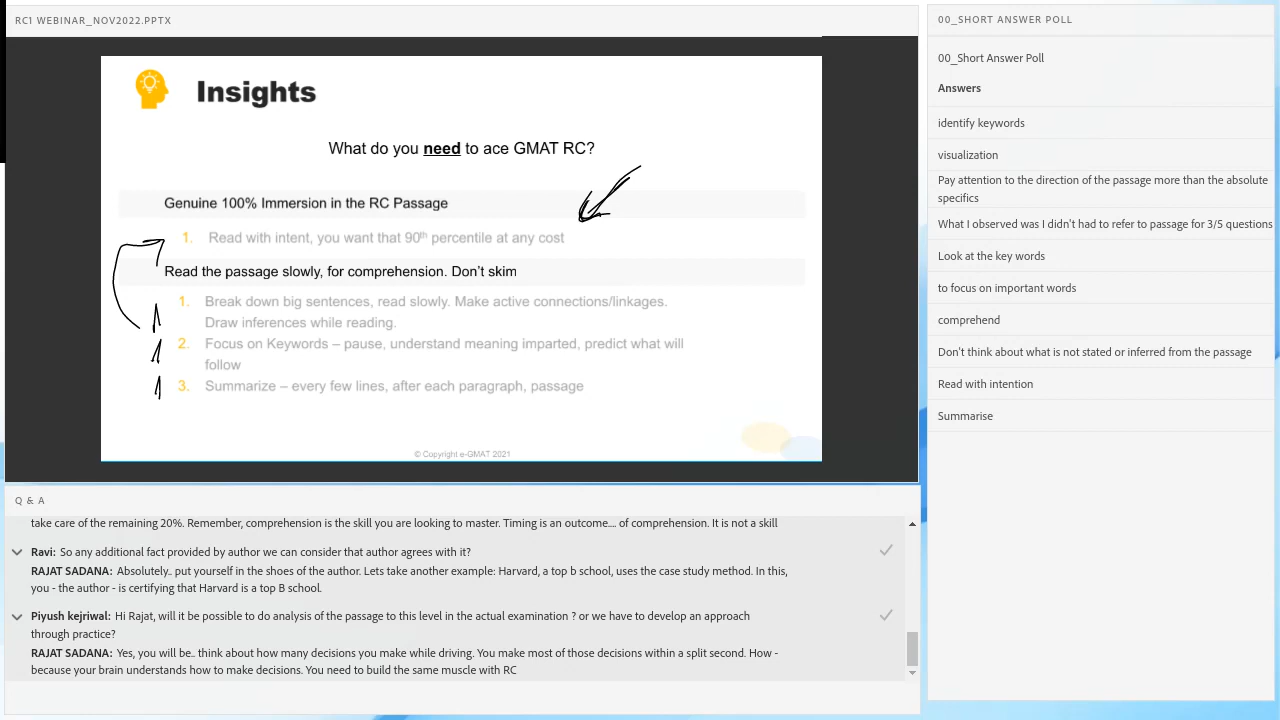 RC1 WEBINAR_NOV2022.PPTX
Insights
What do you need to ace GMAT RC?
Genuine 100% Immersion in the RC Passage
1. Read with intent, you want that 90th percentile at any cost
Read the passage slowly, for comprehension. Don't skim
1. Break down big sentences, read slowly. Make active connections/linkages.
Draw inferences while reading.
2. Focus on Keywords – pause, understand meaning imparted, predict what will
follow
3. Summarize – every few lines, after each paragraph, passage
© Copyright e-GMAT 2021
Q & A
take care of the remaining 20%. Remember, comprehension is the skill you are looking to master. Timing is an outcome.... of comprehension. It is not a skill
Ravi: So any additional fact provided by author we can consider that author agrees with it?
RAJAT SADANA: Absolutely.. put yourself in the shoes of the author. Lets take another example: Harvard, a top b school, uses the case study method. In this,
you - the author - is certifying that Harvard is a top B school.
Piyush kejriwal: Hi Rajat, will it be possible to do analysis of the passage to this level in the actual examination ? or we have to develop an approach
through practice?
RAJAT SADANA: Yes, you will be.. think about how many decisions you make while driving. You make most of those decisions within a split second. How -
because your brain understands how to make decisions. You need to build the same muscle with RC
00_SHORT ANSWER POLL
00_Short Answer Poll
Answers
identify keywords
visualization
Pay attention to the direction of the passage more than the absolute
specifics
What I observed was I didn't had to refer to passage for 3/5 questions
Look at the key words
to focus on important words
comprehend
Don't think about what is not stated or inferred from the passage
Read with intention
Summarise